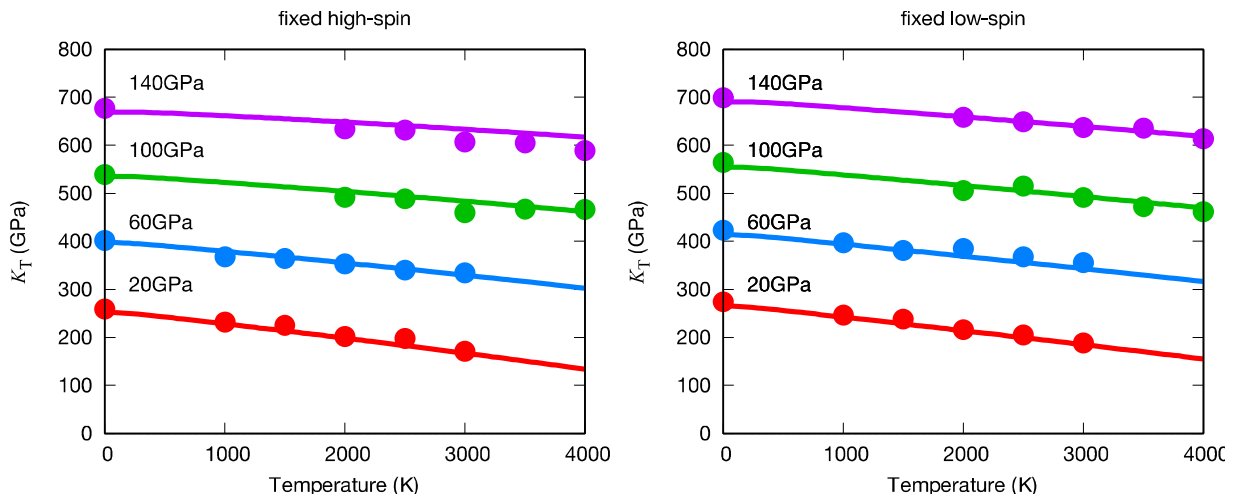 fixed high-spin
800
700
600
500
400
300
200
100
0
K_T (GPa)
140GPa
100GPa
60GPa
20GPa
0 1000 2000 3000 4000
Temperature (K)
fixed low-spin
800
700
600
500
400
300
200
100
0
K_T (GPa)
140GPa
100GPa
60GPa
20GPa
0 1000 2000 3000 4000
Temperature (K)